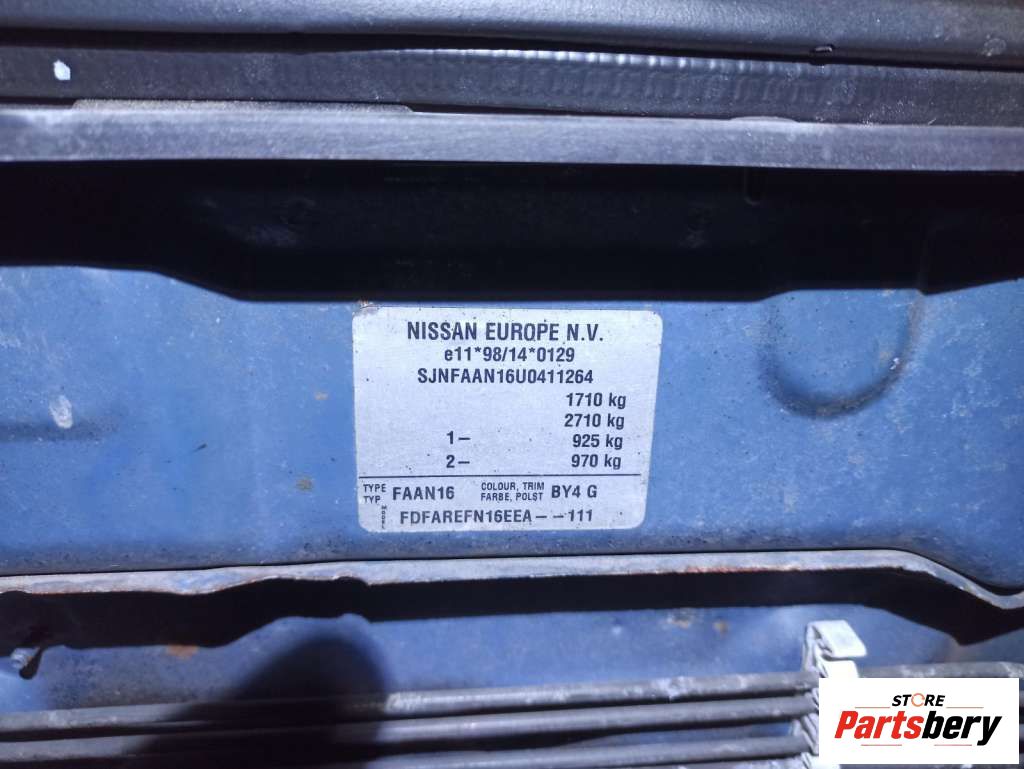 NISSAN EUROPE N.V.
e11*98/14*0129
SJNFAAN16U0411264
1710 kg
2710 kg
1- 925 kg
2- 970 kg
TYPE TYP FAAN16 COLOUR, TRIM FARBE, POLST BY4 G
MODEL FDFAREFN16EEA--111
STORE
Partsbery